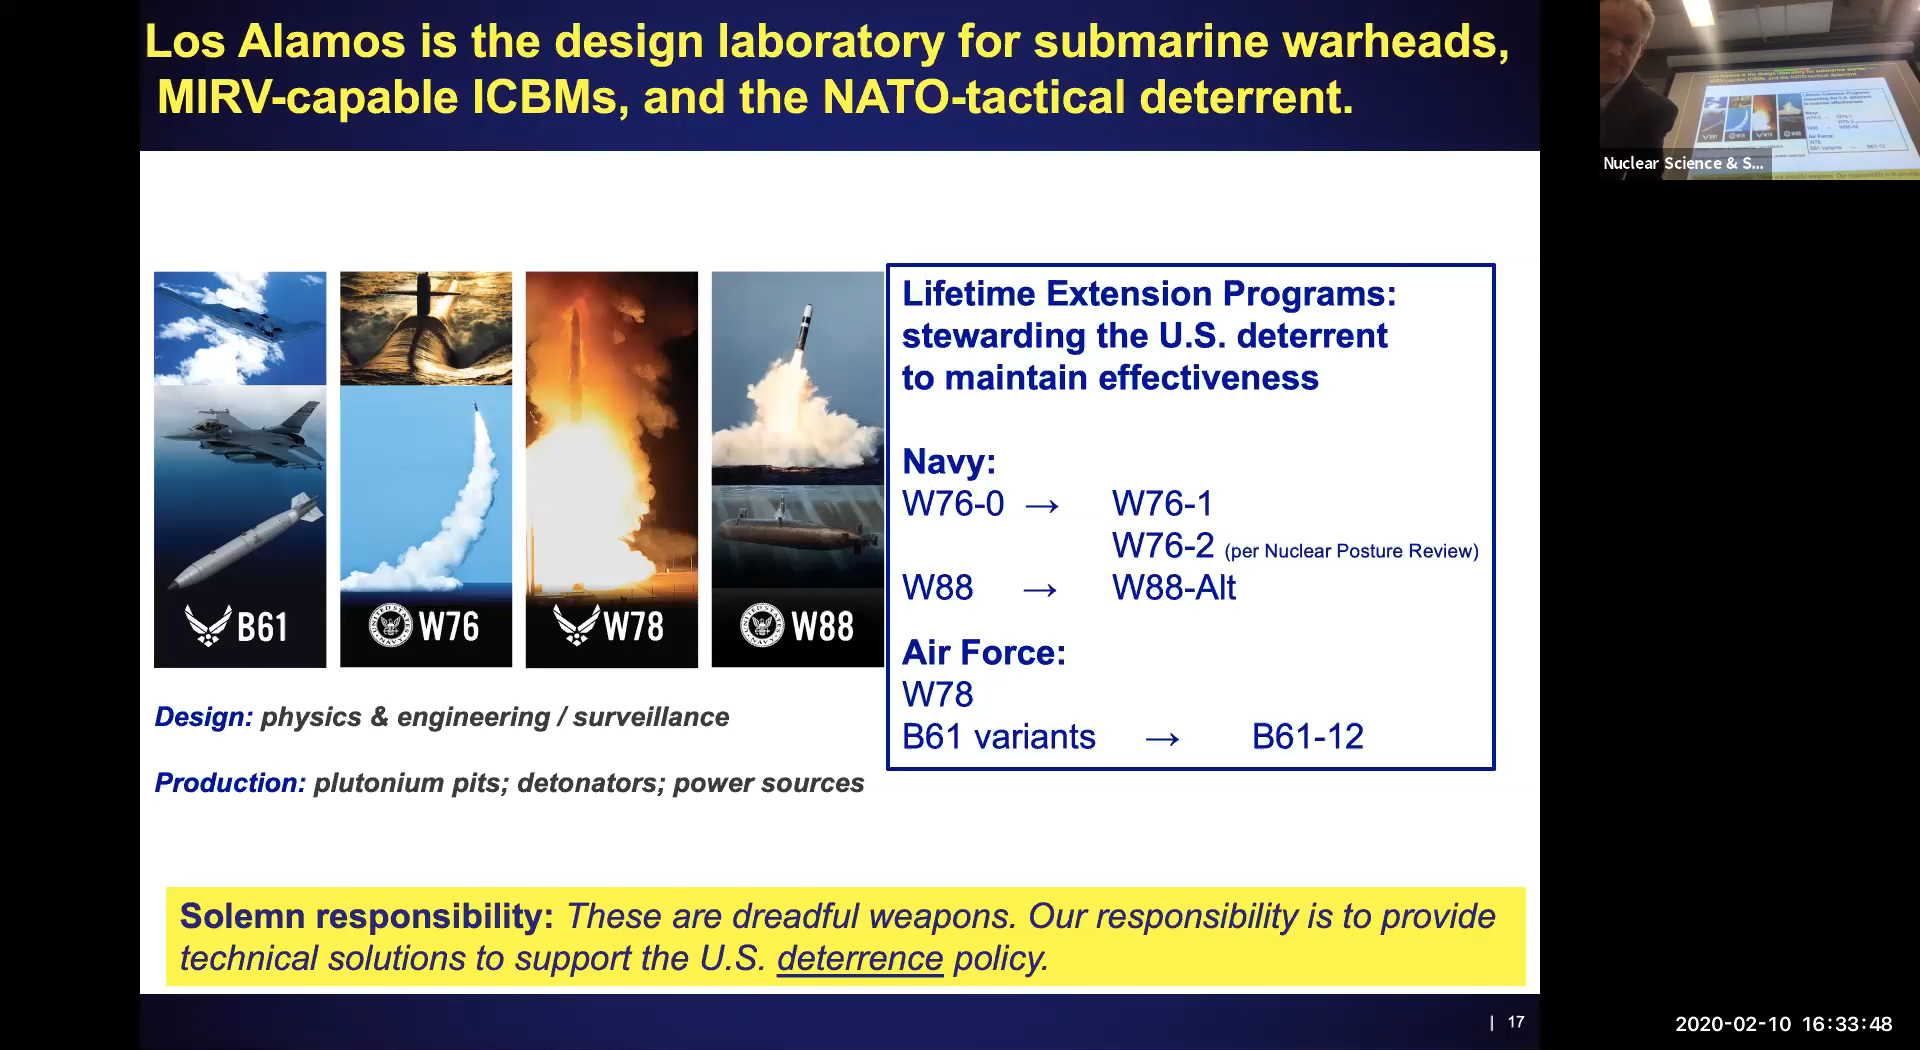 Los Alamos is the design laboratory for submarine warheads,
MIRV-capable ICBMs, and the NATO-tactical deterrent.
B61
W76
W78
W88
Lifetime Extension Programs:
stewarding the U.S. deterrent
to maintain effectiveness
Navy:
W76-0 → W76-1
W76-2 (per Nuclear Posture Review)
W88 → W88-Alt
Air Force:
W78
B61 variants → B61-12
Design: physics & engineering / surveillance
Production: plutonium pits; detonators; power sources
Solemn responsibility: These are dreadful weapons. Our responsibility is to provide
technical solutions to support the U.S. deterrence policy.
| 17
Nuclear Science & S...
2020-02-10 16:33:48